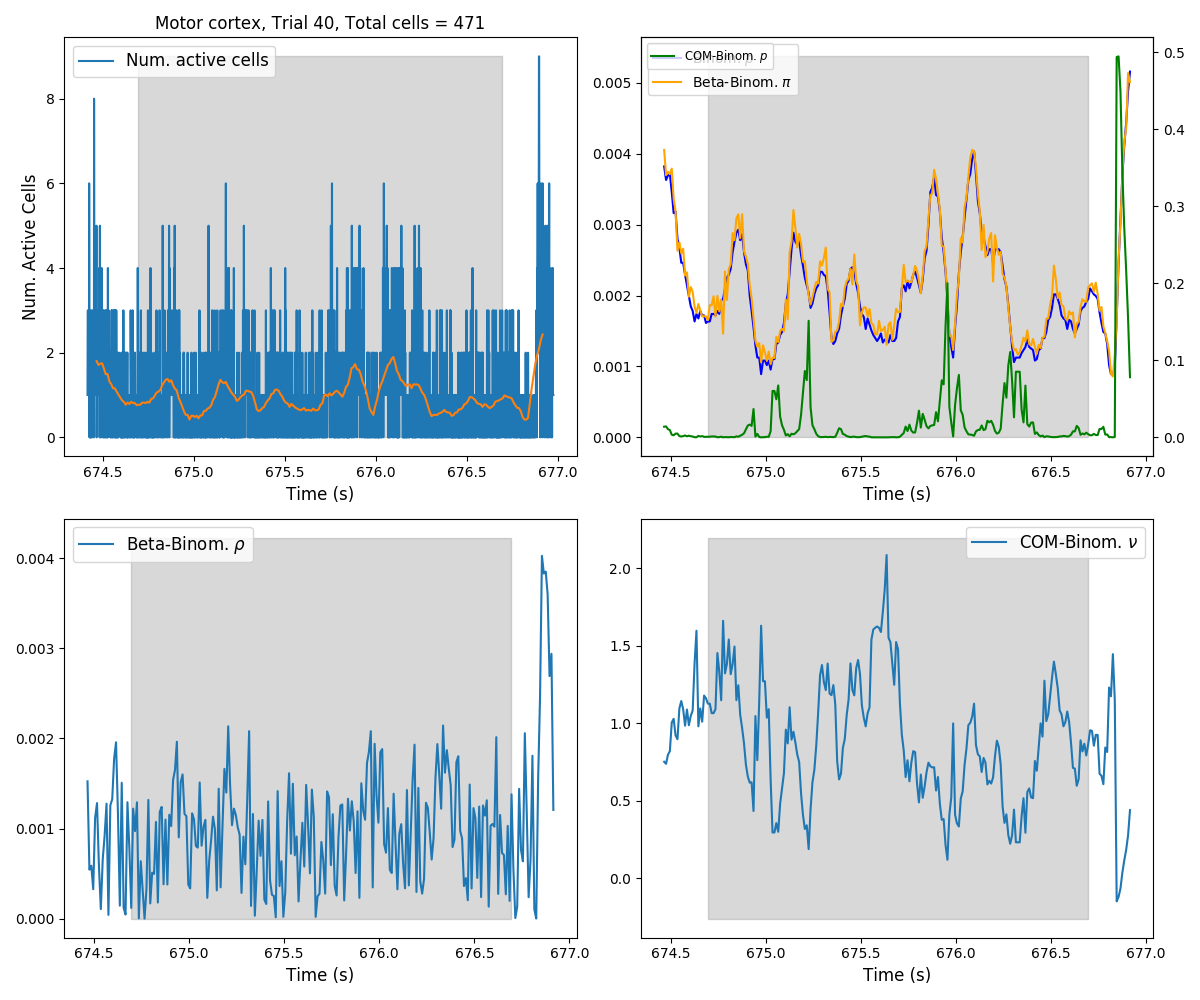 Motor cortex, Trial 40, Total cells = 471
Num. active cells
Num. Active Cells
8
6
4
2
0
674.5 675.0 675.5 676.0 676.5 677.0
Time (s)
COM-Binom. p
Beta-Binom. π
0.005
0.004
0.003
0.002
0.001
0.000
0.5
0.4
0.3
0.2
0.1
0.0
674.5 675.0 675.5 676.0 676.5 677.0
Time (s)
Beta-Binom. ρ
0.004
0.003
0.002
0.001
0.000
674.5 675.0 675.5 676.0 676.5 677.0
Time (s)
COM-Binom. ν
2.0
1.5
1.0
0.5
0.0
674.5 675.0 675.5 676.0 676.5 677.0
Time (s)